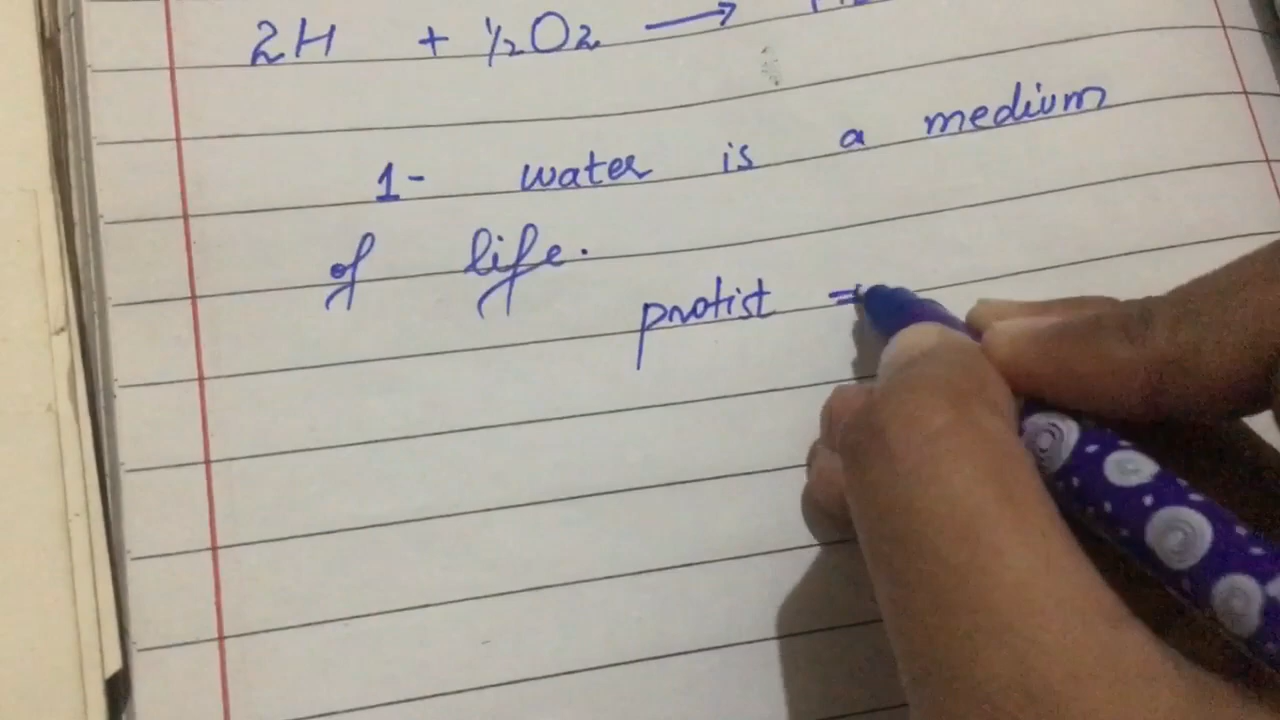 2H + ½O2 →
1- water is a medium
of life.
protist =